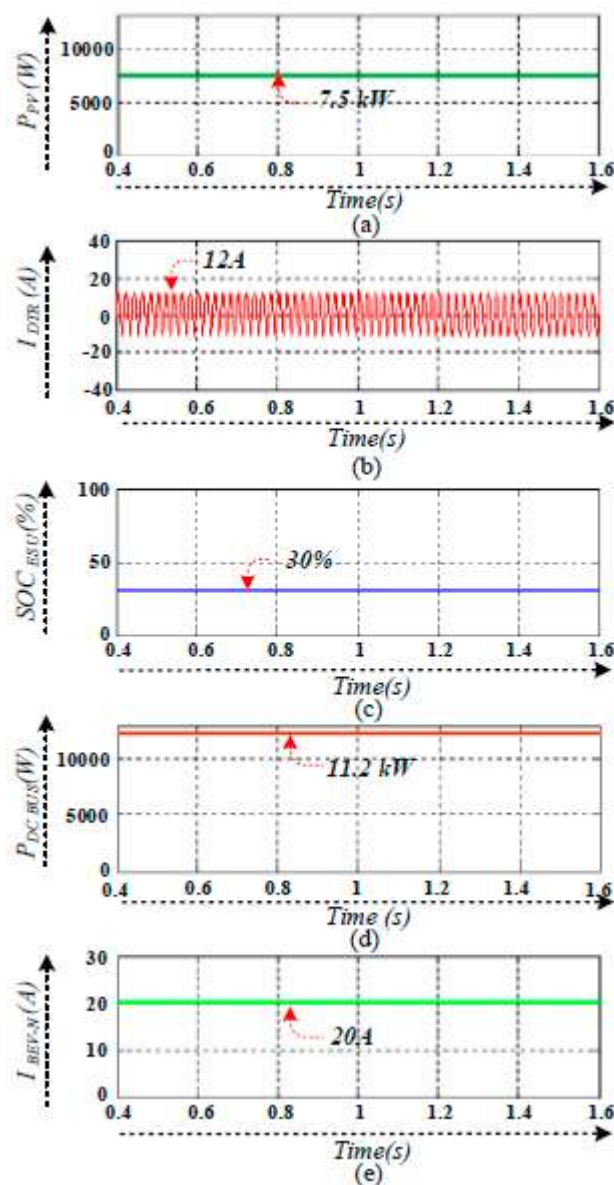 P_PV (W)
10000
5000
0
7.5 kW
0.4 0.6 0.8 1 1.2 1.4 1.6
Time(s)
(a)
I_DTR (A)
40
20
0
-20
-40
12A
0.4 0.6 0.8 1 1.2 1.4 1.6
Time(s)
(b)
SOC_ESU(%)
100
50
0
30%
0.4 0.6 0.8 1 1.2 1.4 1.6
Time(s)
(c)
P_DC BUS(W)
10000
5000
0
11.2 kW
0.4 0.6 0.8 1 1.2 1.4 1.6
Time (s)
(d)
I_BEV-N (A)
30
20
10
0
20A
0.4 0.6 0.8 1 1.2 1.4 1.6
Time(s)
(e)